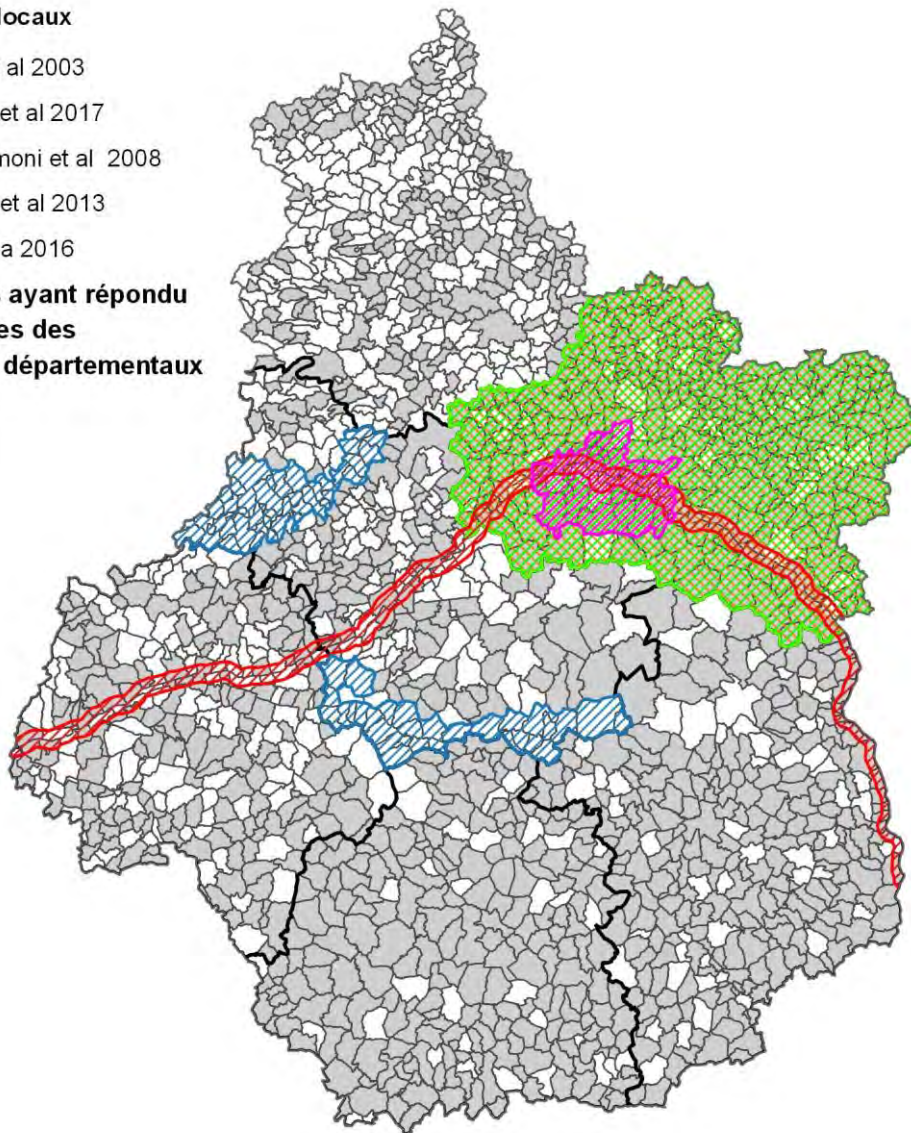 locaux
al 2003
et al 2017
moni et al 2008
et al 2013
a 2016
ayant répondu
es des
départementaux